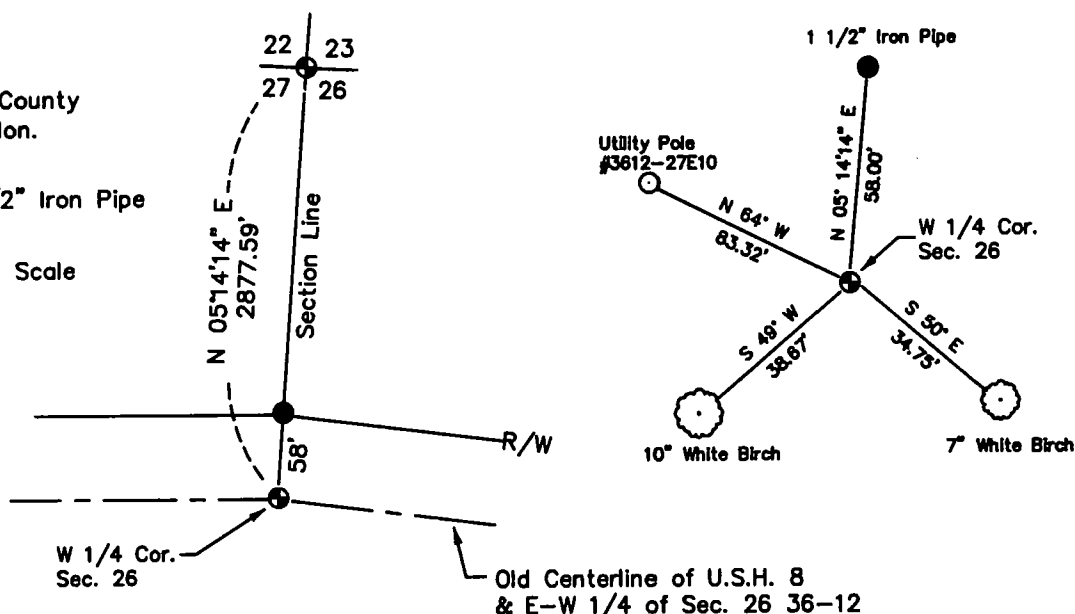 22 23
27 26
County
ion.
2" Iron Pipe
Scale
N 05°14'14" E
2877.59'
Section Line
58'
R/W
W 1/4 Cor.
Sec. 26
Old Centerline of U.S.H. 8
& E-W 1/4 of Sec. 26 36-12
1 1/2" Iron Pipe
Utility Pole
#3612-27E10
N 05° 14'14" E
58.00'
N 64° W
83.32'
W 1/4 Cor.
Sec. 26
S 49° W
38.67'
S 50° E
34.75'
10" White Birch
7" White Birch